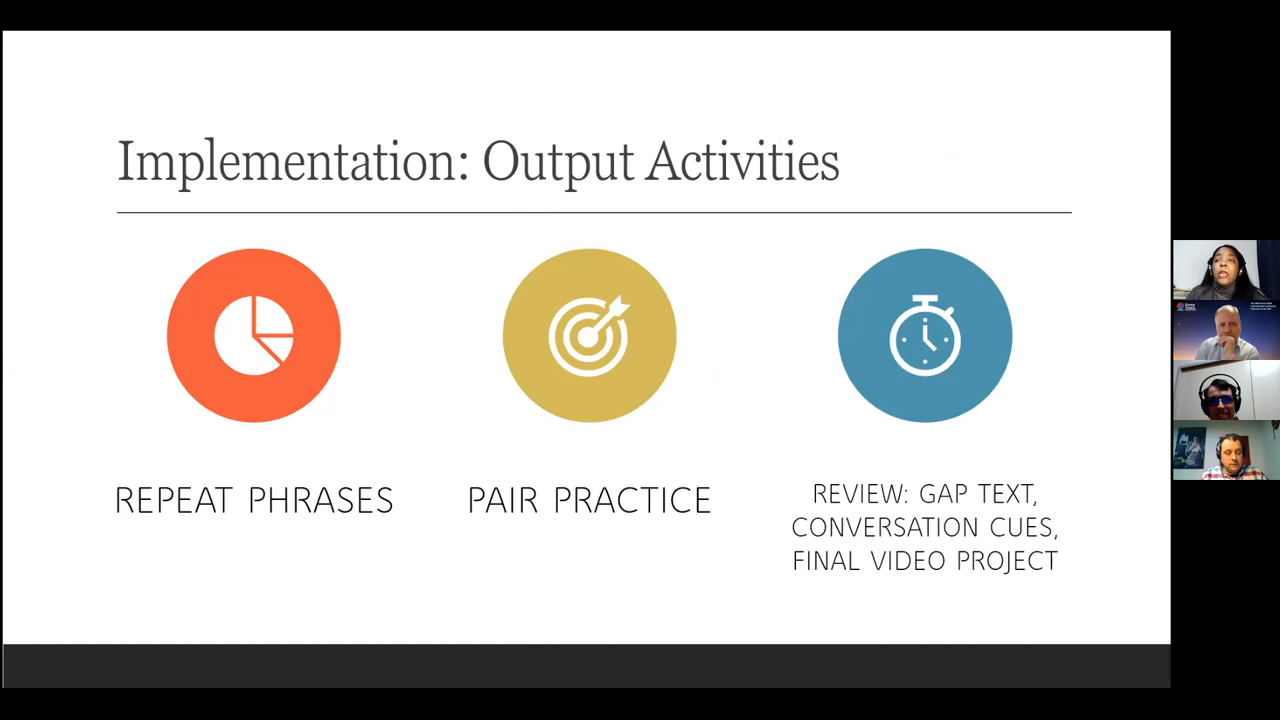 Implementation: Output Activities
REPEAT PHRASES
PAIR PRACTICE
REVIEW: GAP TEXT,
CONVERSATION CUES,
FINAL VIDEO PROJECT